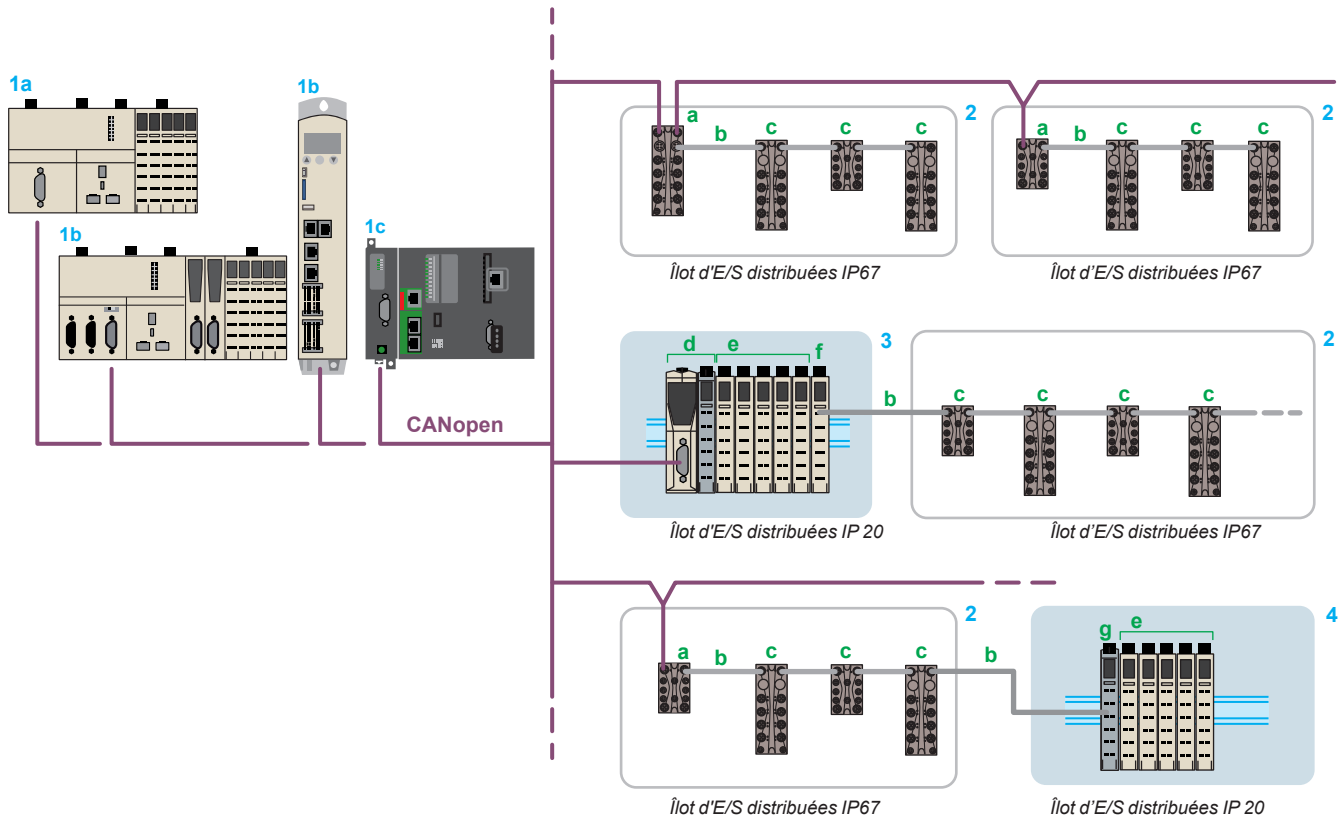 1a
1b
1b
1c
CANopen
a
b
c
c
c
2
Îlot d'E/S distribuées IP67
a
b
c
c
c
2
Îlot d'E/S distribuées IP67
d
e
f
3
Îlot d'E/S distribuées IP 20
b
c
c
c
c
2
Îlot d'E/S distribuées IP67
a
b
c
c
c
2
Îlot d'E/S distribuées IP67
b
g
e
4
Îlot d'E/S distribuées IP 20